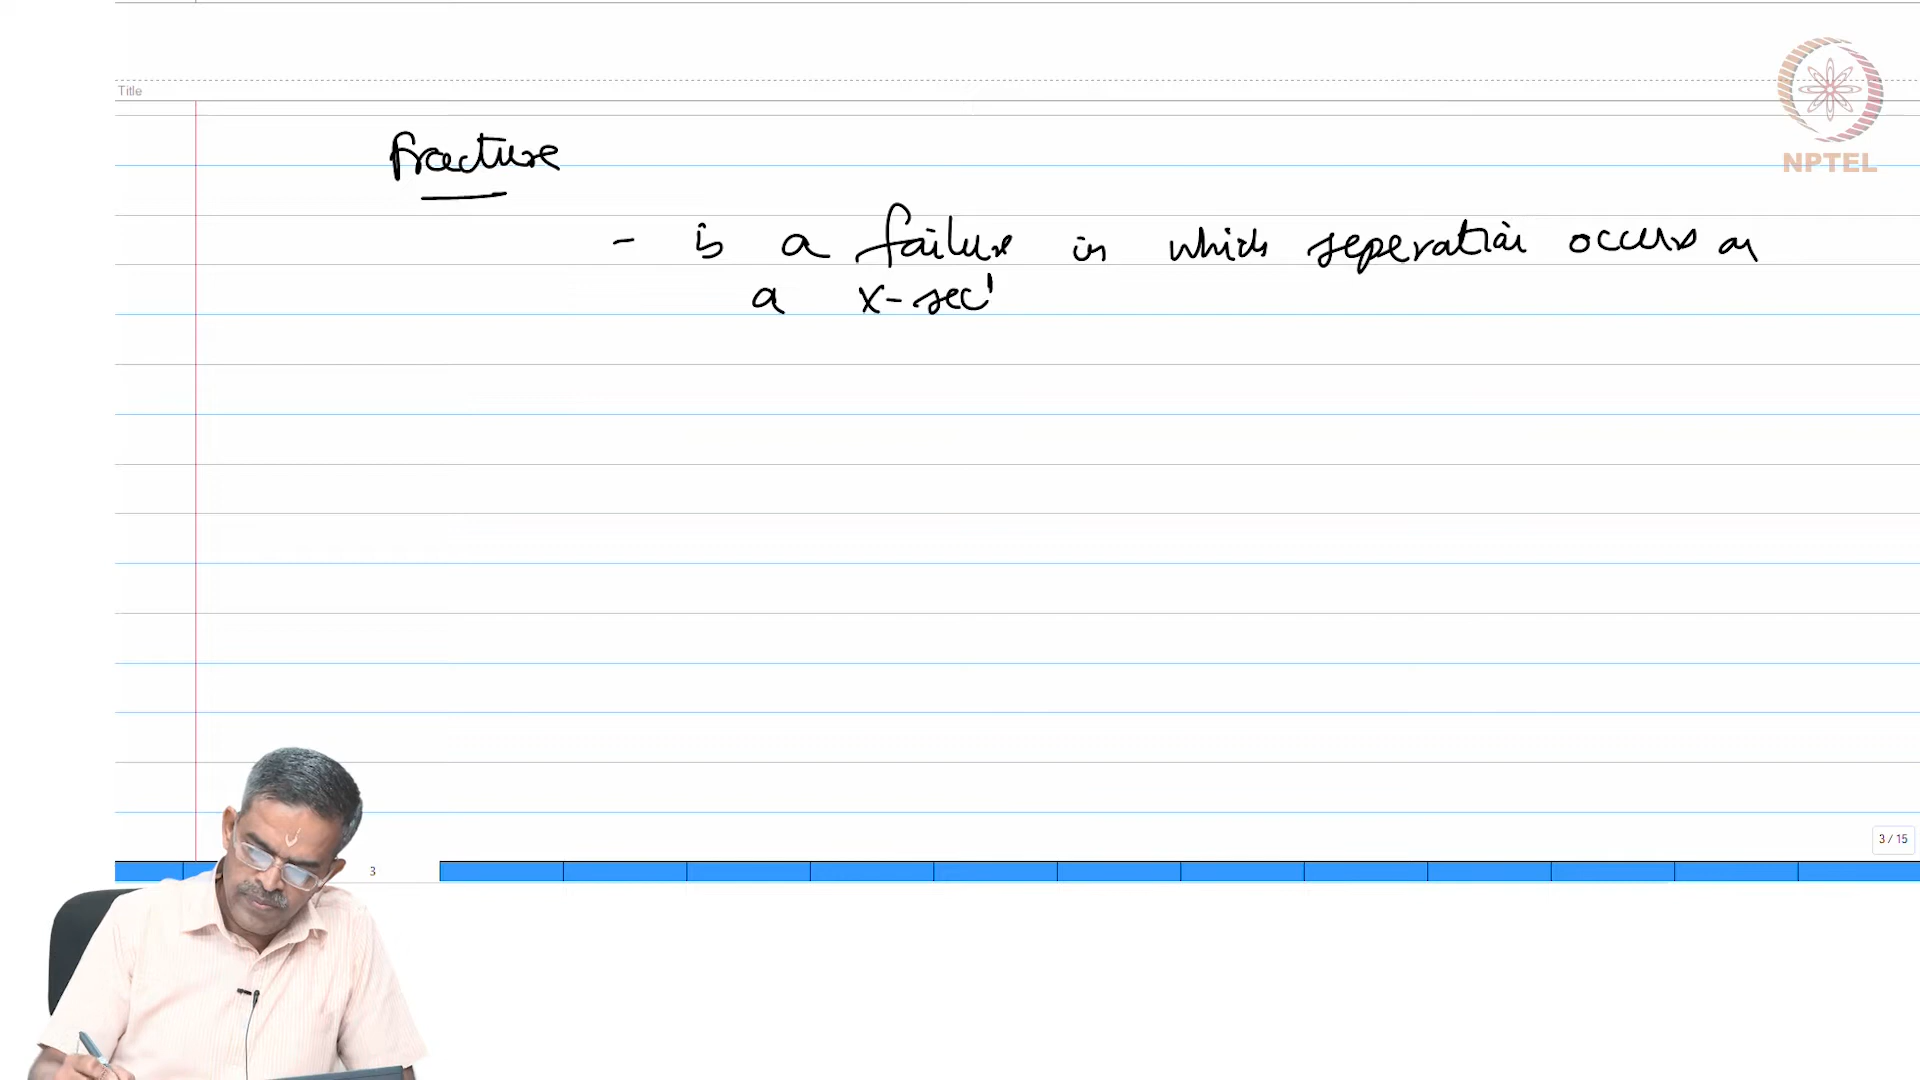 Title
NPTEL
Fracture
- is a failure in which seperation occurs on
a x-sec'
3 / 15
3